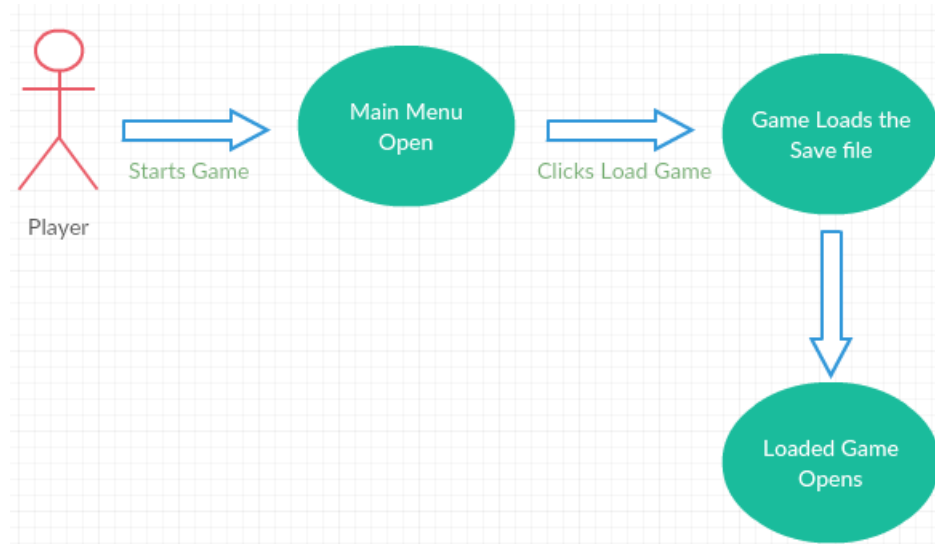 Main Menu
Open
Game Loads the
Save file
Starts Game
Clicks Load Game
Player
Loaded Game
Opens